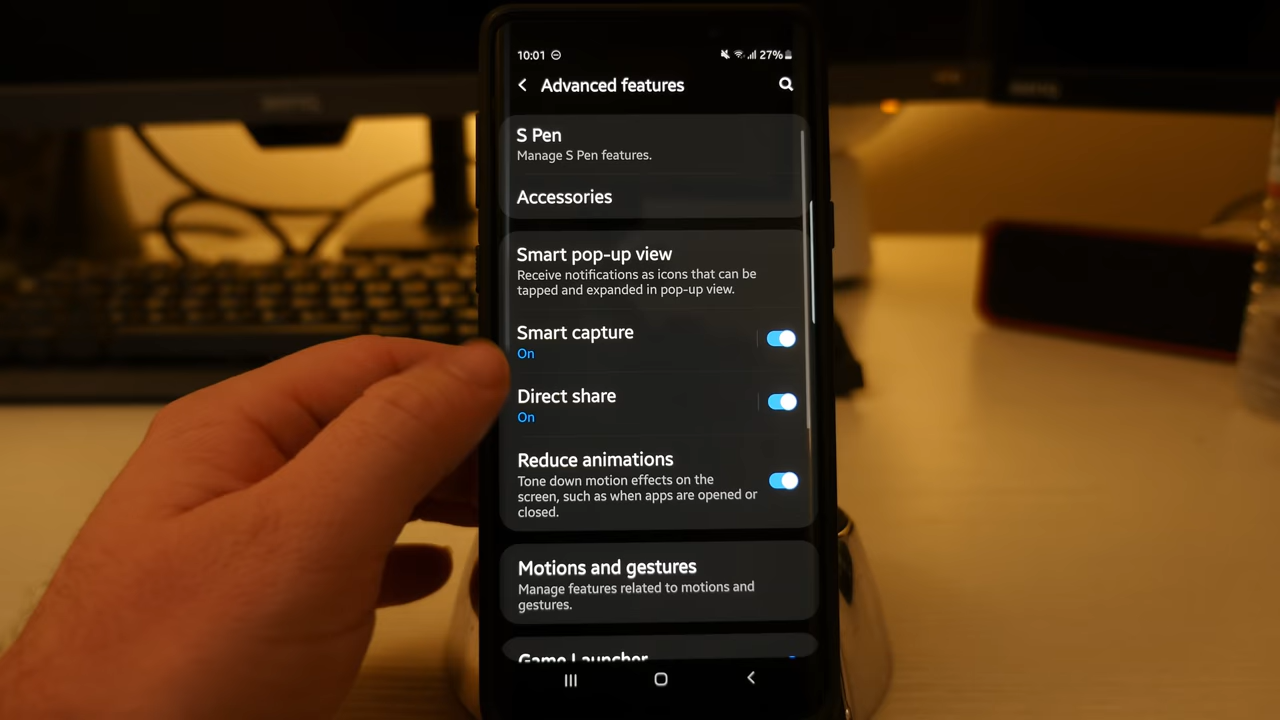 10:01
27%
Advanced features
S Pen
Manage S Pen features.
Accessories
Smart pop-up view
Receive notifications as icons that can be
tapped and expanded in pop-up view.
Smart capture
On
Direct share
On
Reduce animations
Tone down motion effects on the
screen, such as when apps are opened or
closed.
Motions and gestures
Manage features related to motions and
gestures.
Game Launcher